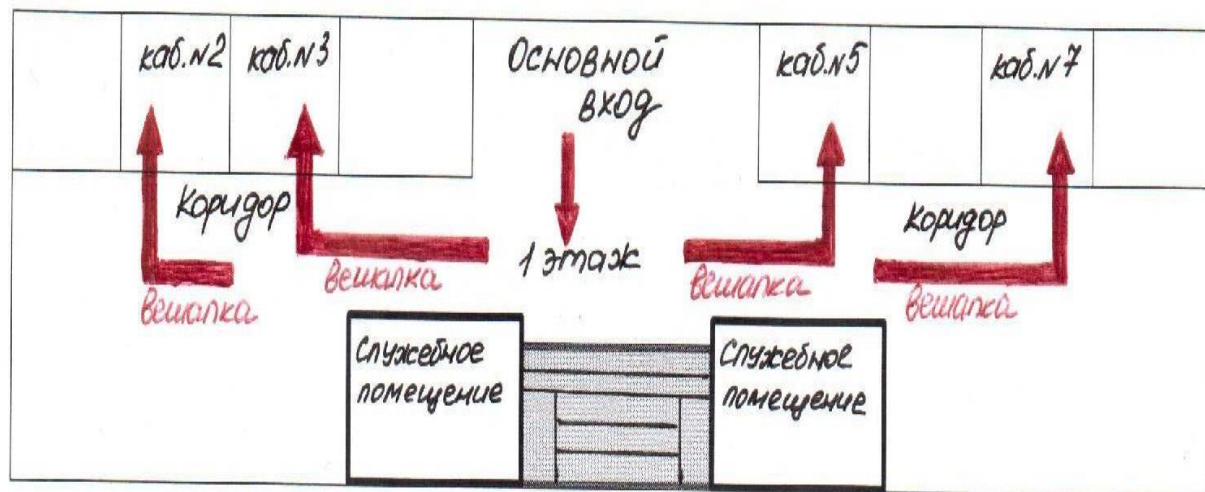 каб.N2
каб.N3
Основной
вход
каб.N5
каб.N7
Коридор
Коридор
1 этаж
Вешалка
Вешалка
Вешалка
Вешалка
Служебное
помещение
Служебное
помещение